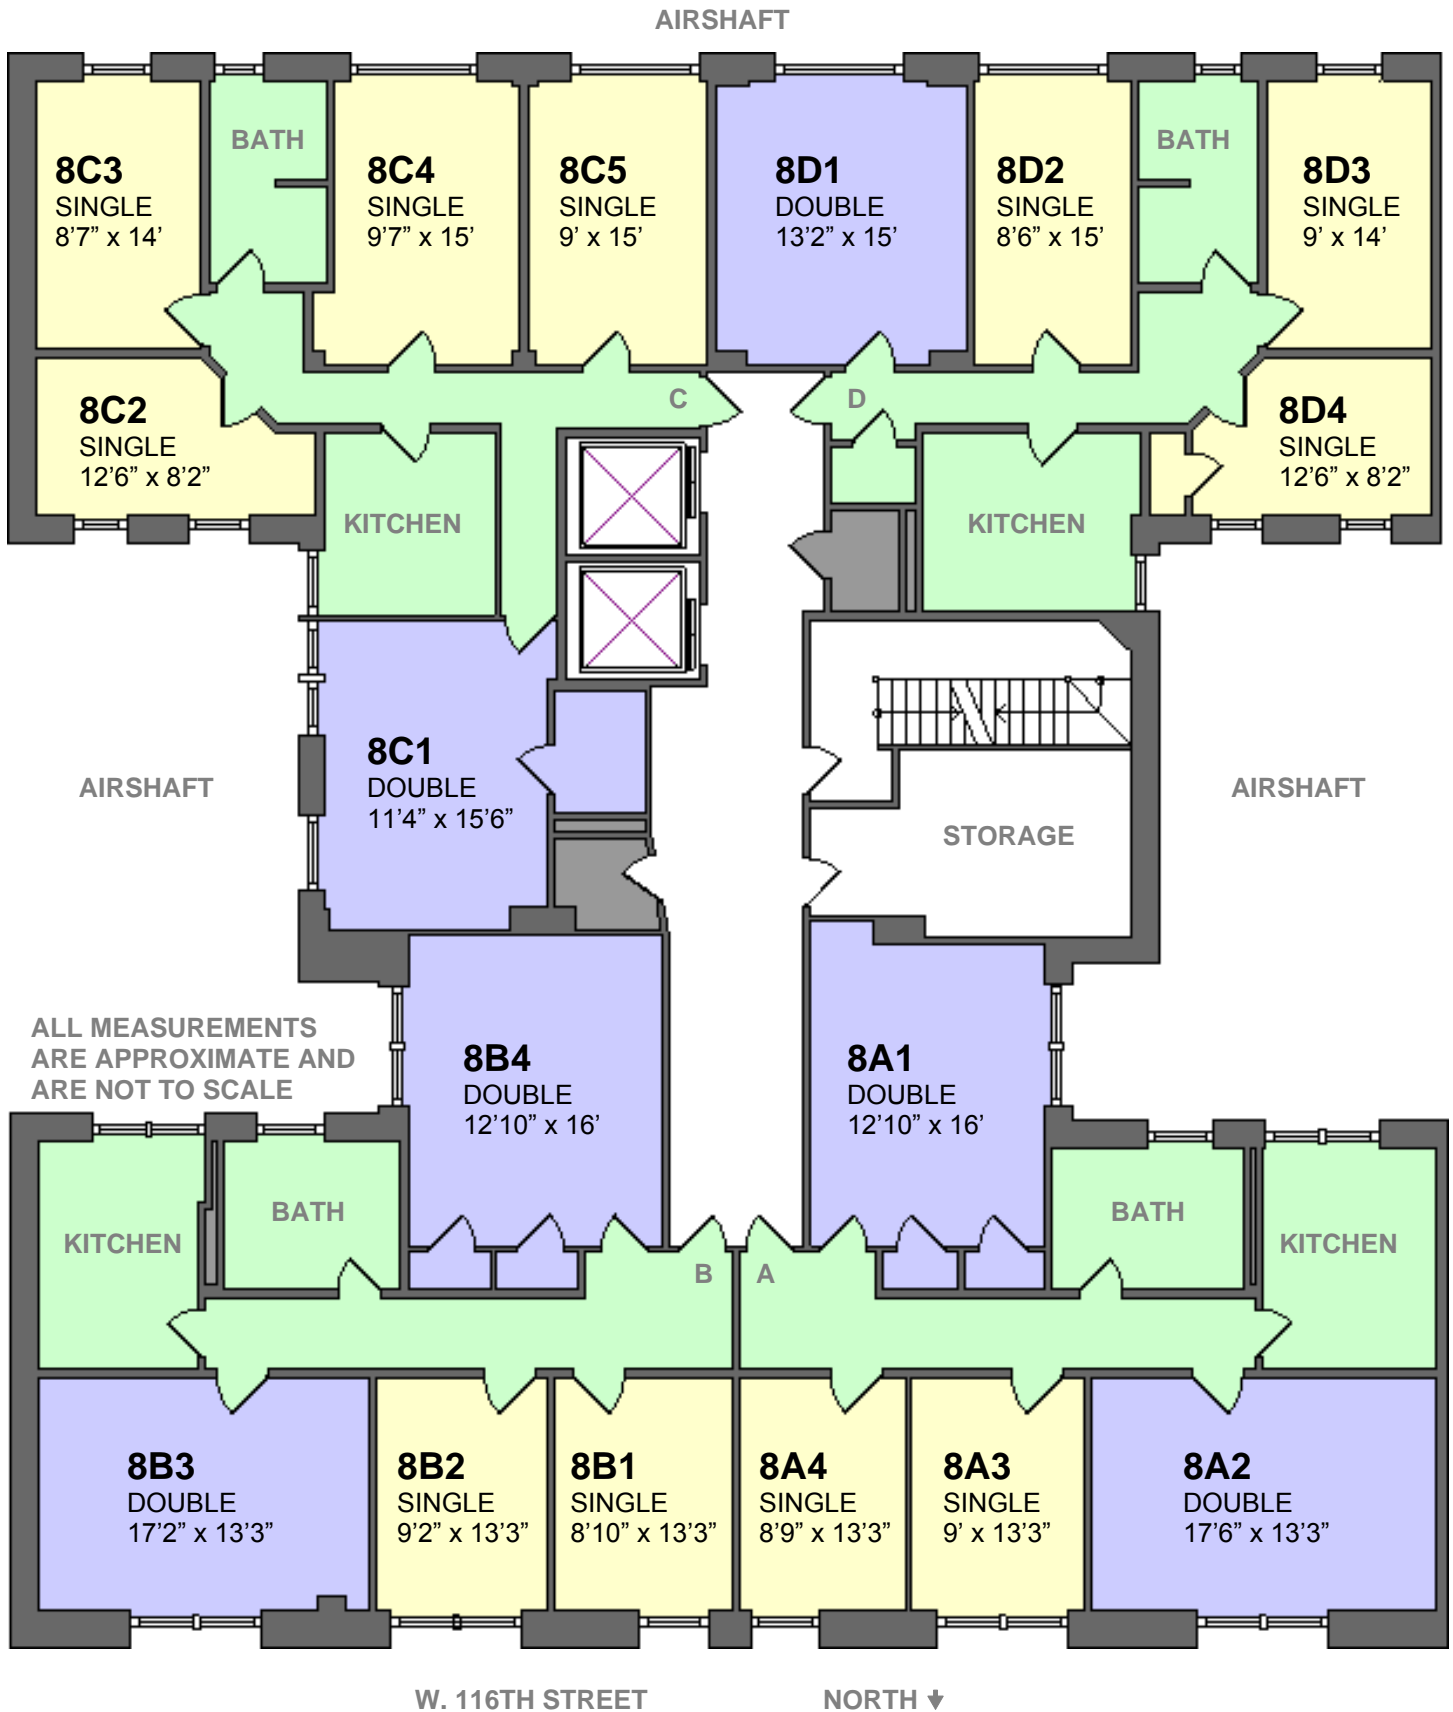 AIRSHAFT
8C3
SINGLE
8’7” x 14’
BATH
8C4
SINGLE
9’7” x 15’
8C5
SINGLE
9’ x 15’
8D1
DOUBLE
13’2” x 15’
8D2
SINGLE
8’6” x 15’
BATH
8D3
SINGLE
9’ x 14’
8C2
SINGLE
12’6” x 8’2”
C
D
8D4
SINGLE
12’6” x 8’2”
KITCHEN
KITCHEN
AIRSHAFT
8C1
DOUBLE
11’4” x 15’6”
STORAGE
AIRSHAFT
ALL MEASUREMENTS
ARE APPROXIMATE AND
ARE NOT TO SCALE
8B4
DOUBLE
12’10” x 16’
8A1
DOUBLE
12’10” x 16’
KITCHEN
BATH
B
A
BATH
KITCHEN
8B3
DOUBLE
17’2” x 13’3”
8B2
SINGLE
9’2” x 13’3”
8B1
SINGLE
8’10” x 13’3”
8A4
SINGLE
8’9” x 13’3”
8A3
SINGLE
9’ x 13’3”
8A2
DOUBLE
17’6” x 13’3”
W. 116TH STREET
NORTH